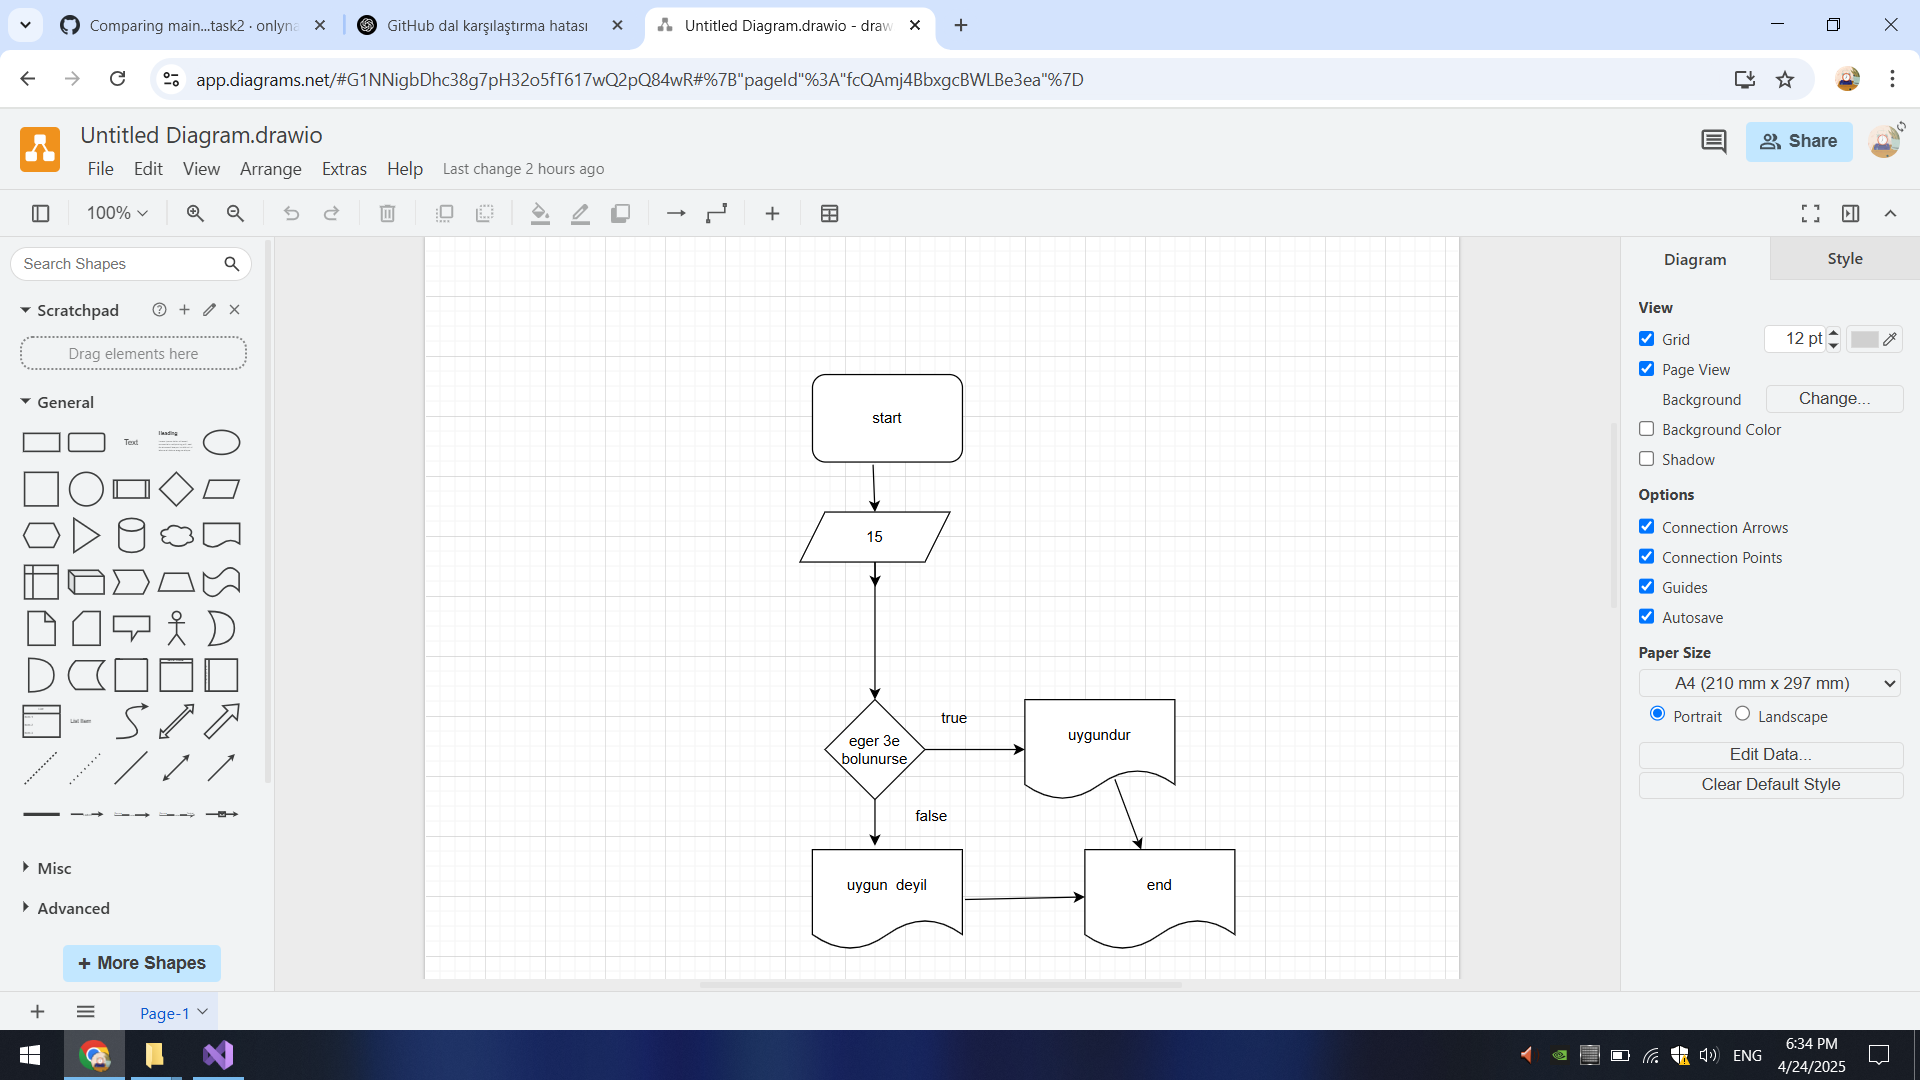 Comparing main...task2 · onlyna
GitHub dal karşılaştırma hatası
Untitled Diagram.drawio - draw
app.diagrams.net/#G1NNigbDhc38g7pH32o5fT617wQ2pQ84wR#%7B"pageId"%3A"fcQAmj4BbxgcBWLBe3ea"%7D
Untitled Diagram.drawio
File Edit View Arrange Extras Help Last change 2 hours ago
Share
100%
Search Shapes
Scratchpad
Drag elements here
General
Text
Heading
List Item
Misc
Advanced
+ More Shapes
start
15
eger 3e
bolunurse
true
false
uygundur
uygun deyil
end
Diagram
Style
View
Grid
12 pt
Page View
Background
Change...
Background Color
Shadow
Options
Connection Arrows
Connection Points
Guides
Autosave
Paper Size
A4 (210 mm x 297 mm)
Portrait
Landscape
Edit Data...
Clear Default Style
Page-1
ENG
6:34 PM
4/24/2025